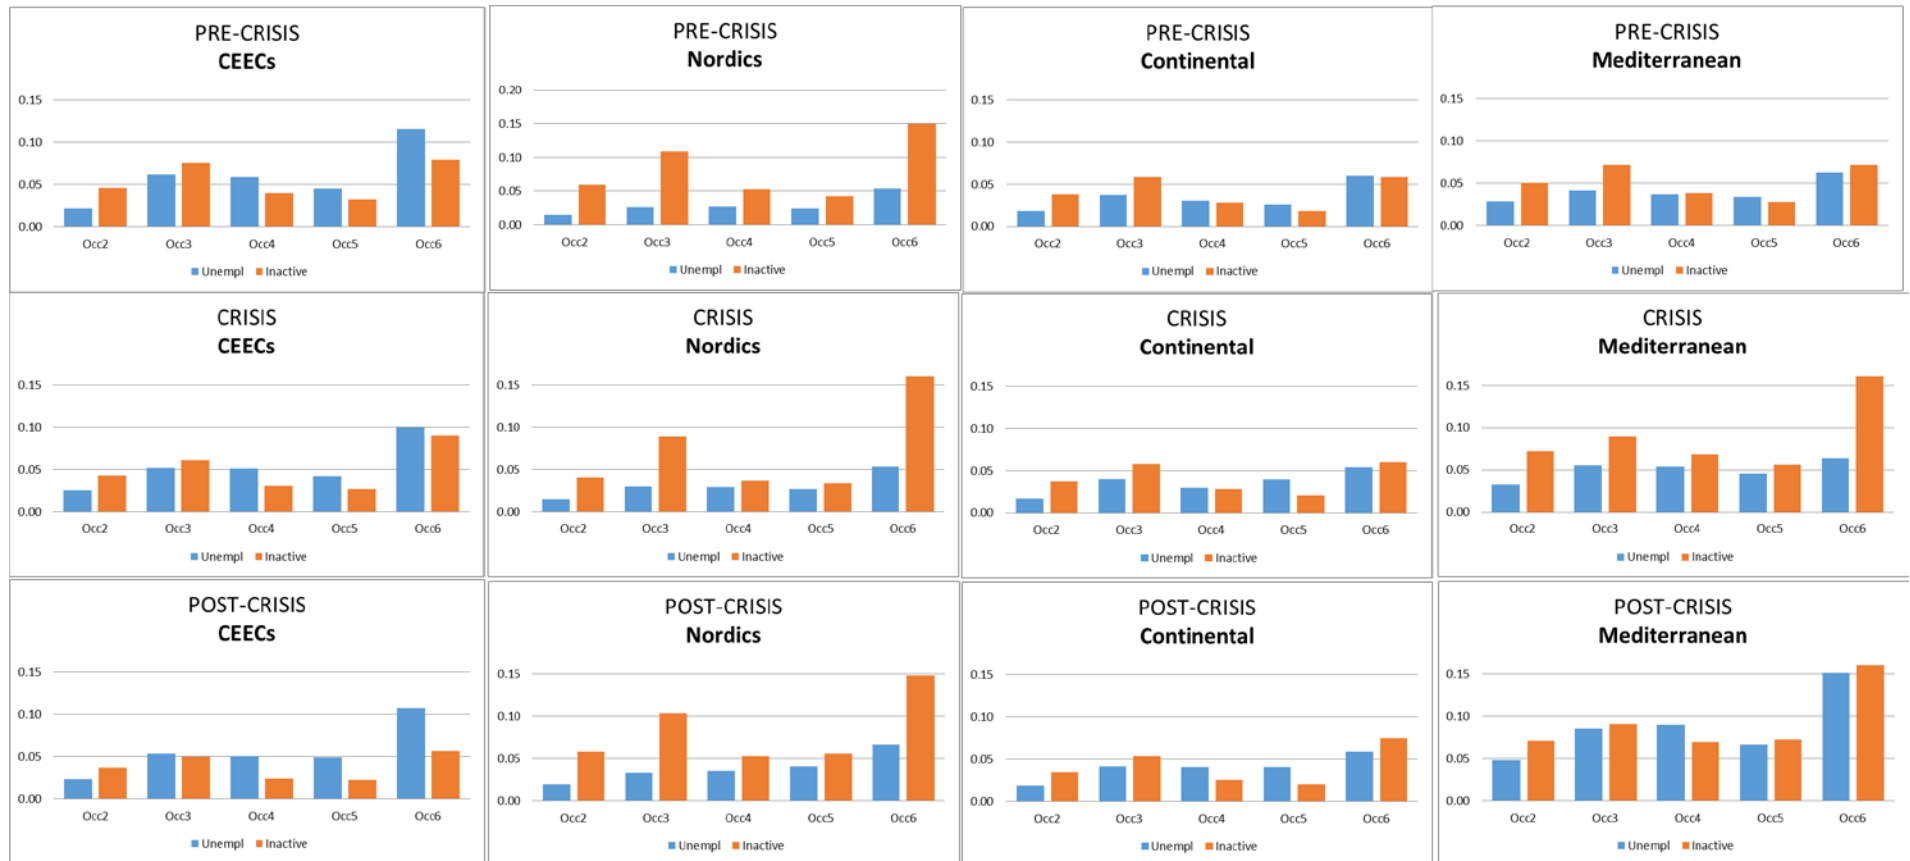 PRE-CRISIS
CEECs
0.15
0.10
0.05
0.00
Occ2 Occ3 Occ4 Occ5 Occ6
Unempl Inactive
PRE-CRISIS
Nordics
0.20
0.15
0.10
0.05
0.00
Occ2 Occ3 Occ4 Occ5 Occ6
Unempl Inactive
PRE-CRISIS
Continental
0.15
0.10
0.05
0.00
Occ2 Occ3 Occ4 Occ5 Occ6
Unempl Inactive
PRE-CRISIS
Mediterranean
0.15
0.10
0.05
0.00
Occ2 Occ3 Occ4 Occ5 Occ6
Unempl Inactive
CRISIS
CEECs
0.15
0.10
0.05
0.00
Occ2 Occ3 Occ4 Occ5 Occ6
Unempl Inactive
CRISIS
Nordics
0.15
0.10
0.05
0.00
Occ2 Occ3 Occ4 Occ5 Occ6
Unempl Inactive
CRISIS
Continental
0.15
0.10
0.05
0.00
Occ2 Occ3 Occ4 Occ5 Occ6
Unempl Inactive
CRISIS
Mediterranean
0.15
0.10
0.05
0.00
Occ2 Occ3 Occ4 Occ5 Occ6
Unempl Inactive
POST-CRISIS
CEECs
0.15
0.10
0.05
0.00
Occ2 Occ3 Occ4 Occ5 Occ6
Unempl Inactive
POST-CRISIS
Nordics
0.15
0.10
0.05
0.00
Occ2 Occ3 Occ4 Occ5 Occ6
Unempl Inactive
POST-CRISIS
Continental
0.15
0.10
0.05
0.00
Occ2 Occ3 Occ4 Occ5 Occ6
Unempl Inactive
POST-CRISIS
Mediterranean
0.15
0.10
0.05
0.00
Occ2 Occ3 Occ4 Occ5 Occ6
Unempl Inactive